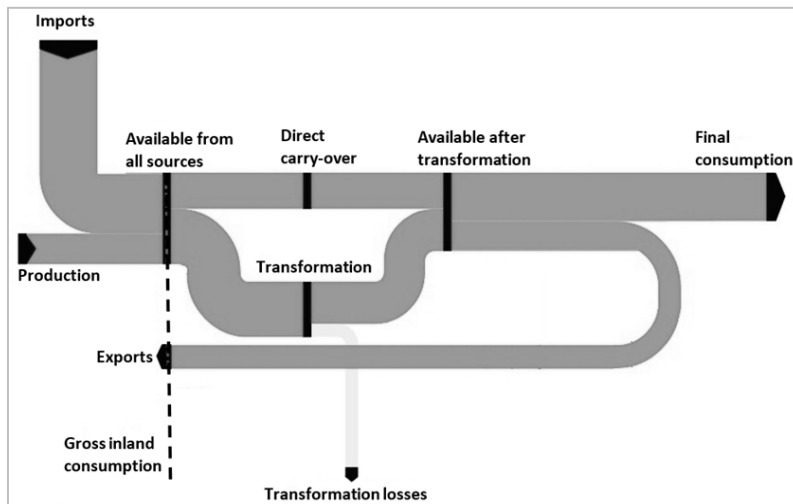 Imports
Available from
all sources
Direct
carry-over
Available after
transformation
Final
consumption
Production
Transformation
Exports
Gross inland
consumption
Transformation losses